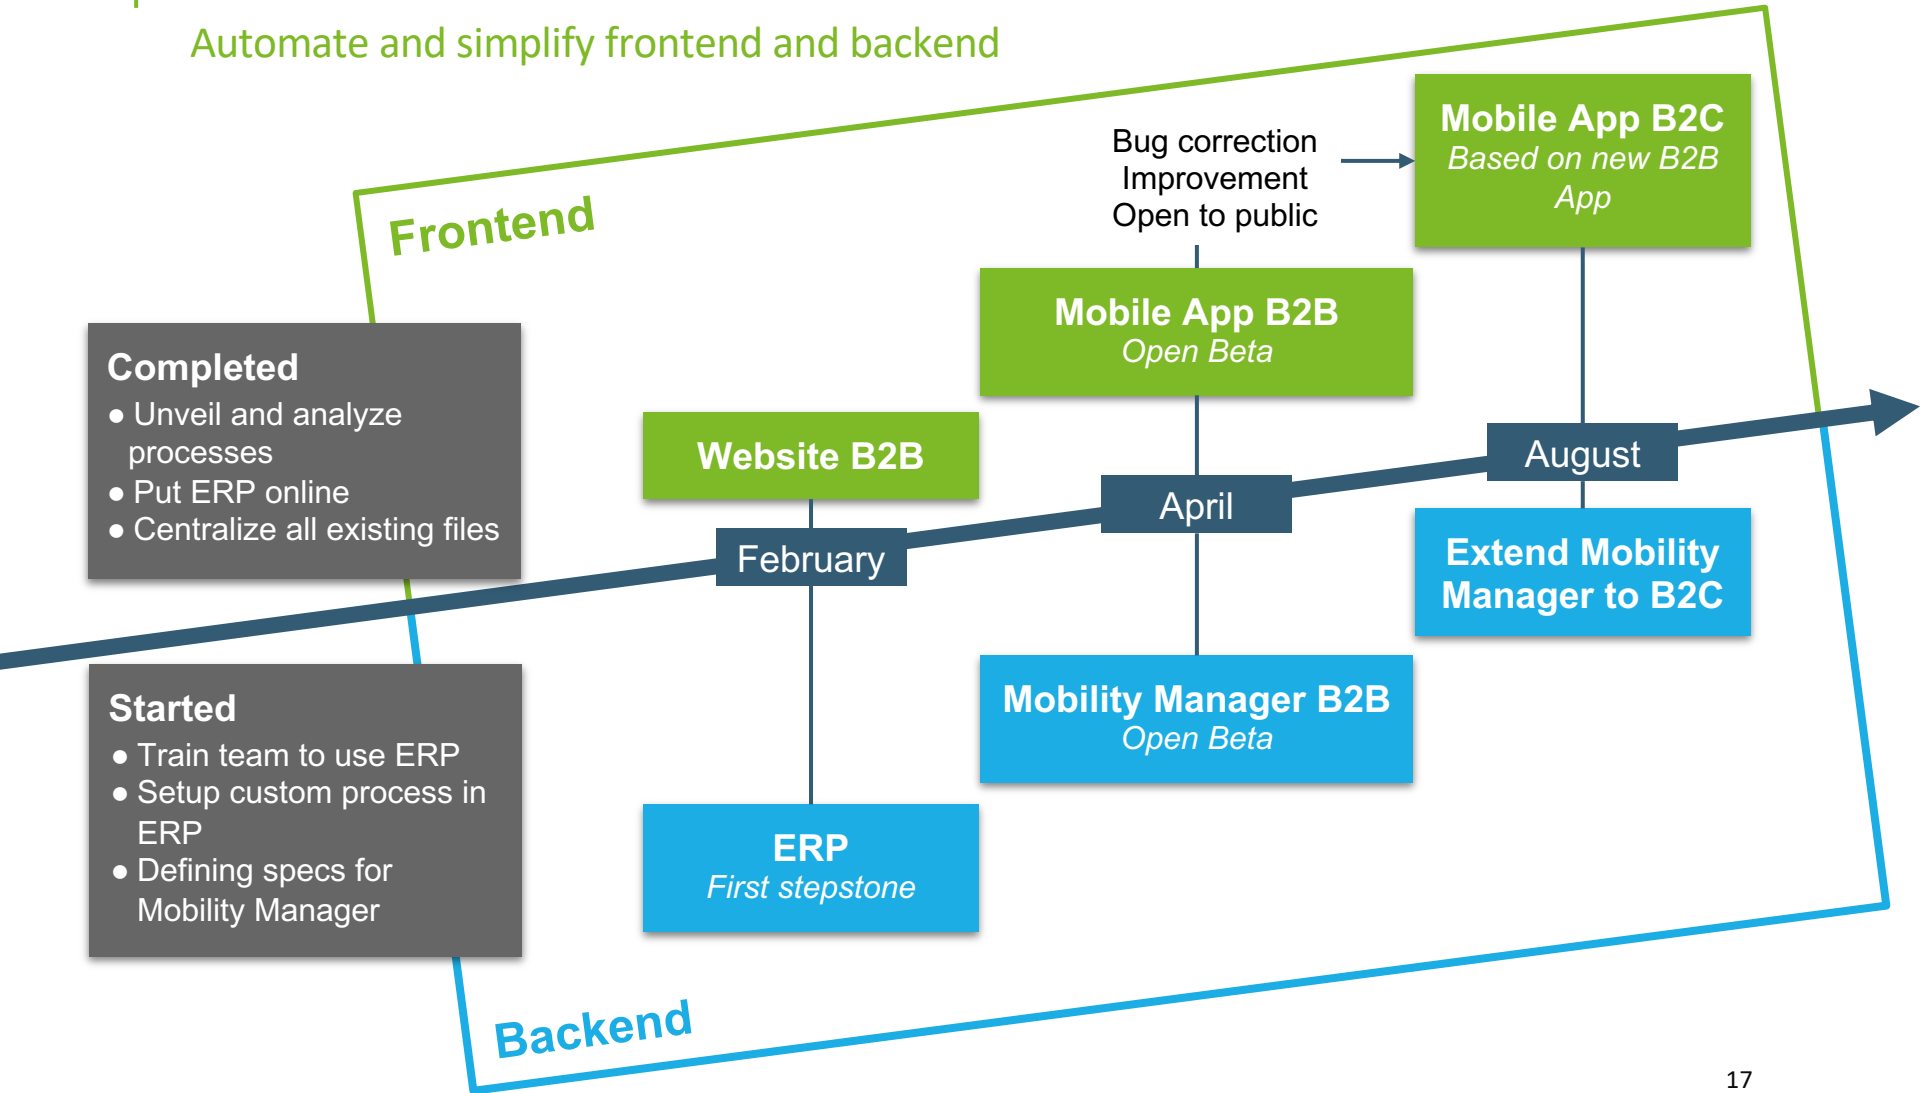 Automate and simplify frontend and backend
Frontend
Completed
● Unveil and analyze
processes
● Put ERP online
● Centralize all existing files
Started
● Train team to use ERP
● Setup custom process in
ERP
● Defining specs for
Mobility Manager
Website B2B
February
ERP
First stepstone
Bug correction
Improvement
Open to public
Mobile App B2B
Open Beta
April
Mobility Manager B2B
Open Beta
Mobile App B2C
Based on new B2B
App
August
Extend Mobility
Manager to B2C
Backend
17